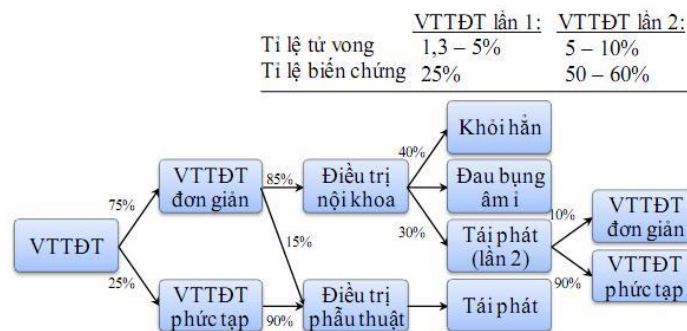 VTTĐT lần 1: VTTĐT lần 2:
Tỉ lệ tử vong 1,3 – 5% 5 – 10%
Tỉ lệ biến chứng 25% 50 – 60%
Khỏi hẳn
40%
VTTĐT
đơn giản
85%
Điều trị
nội khoa
Đau bụng
âm ỉ
75%
VTTĐT
15%
30%
Tái phát
(lần 2)
10%
VTTĐT
đơn giản
25%
VTTĐT
phức tạp
90%
Điều trị
phẫu thuật
Tái phát
90%
VTTĐT
phức tạp